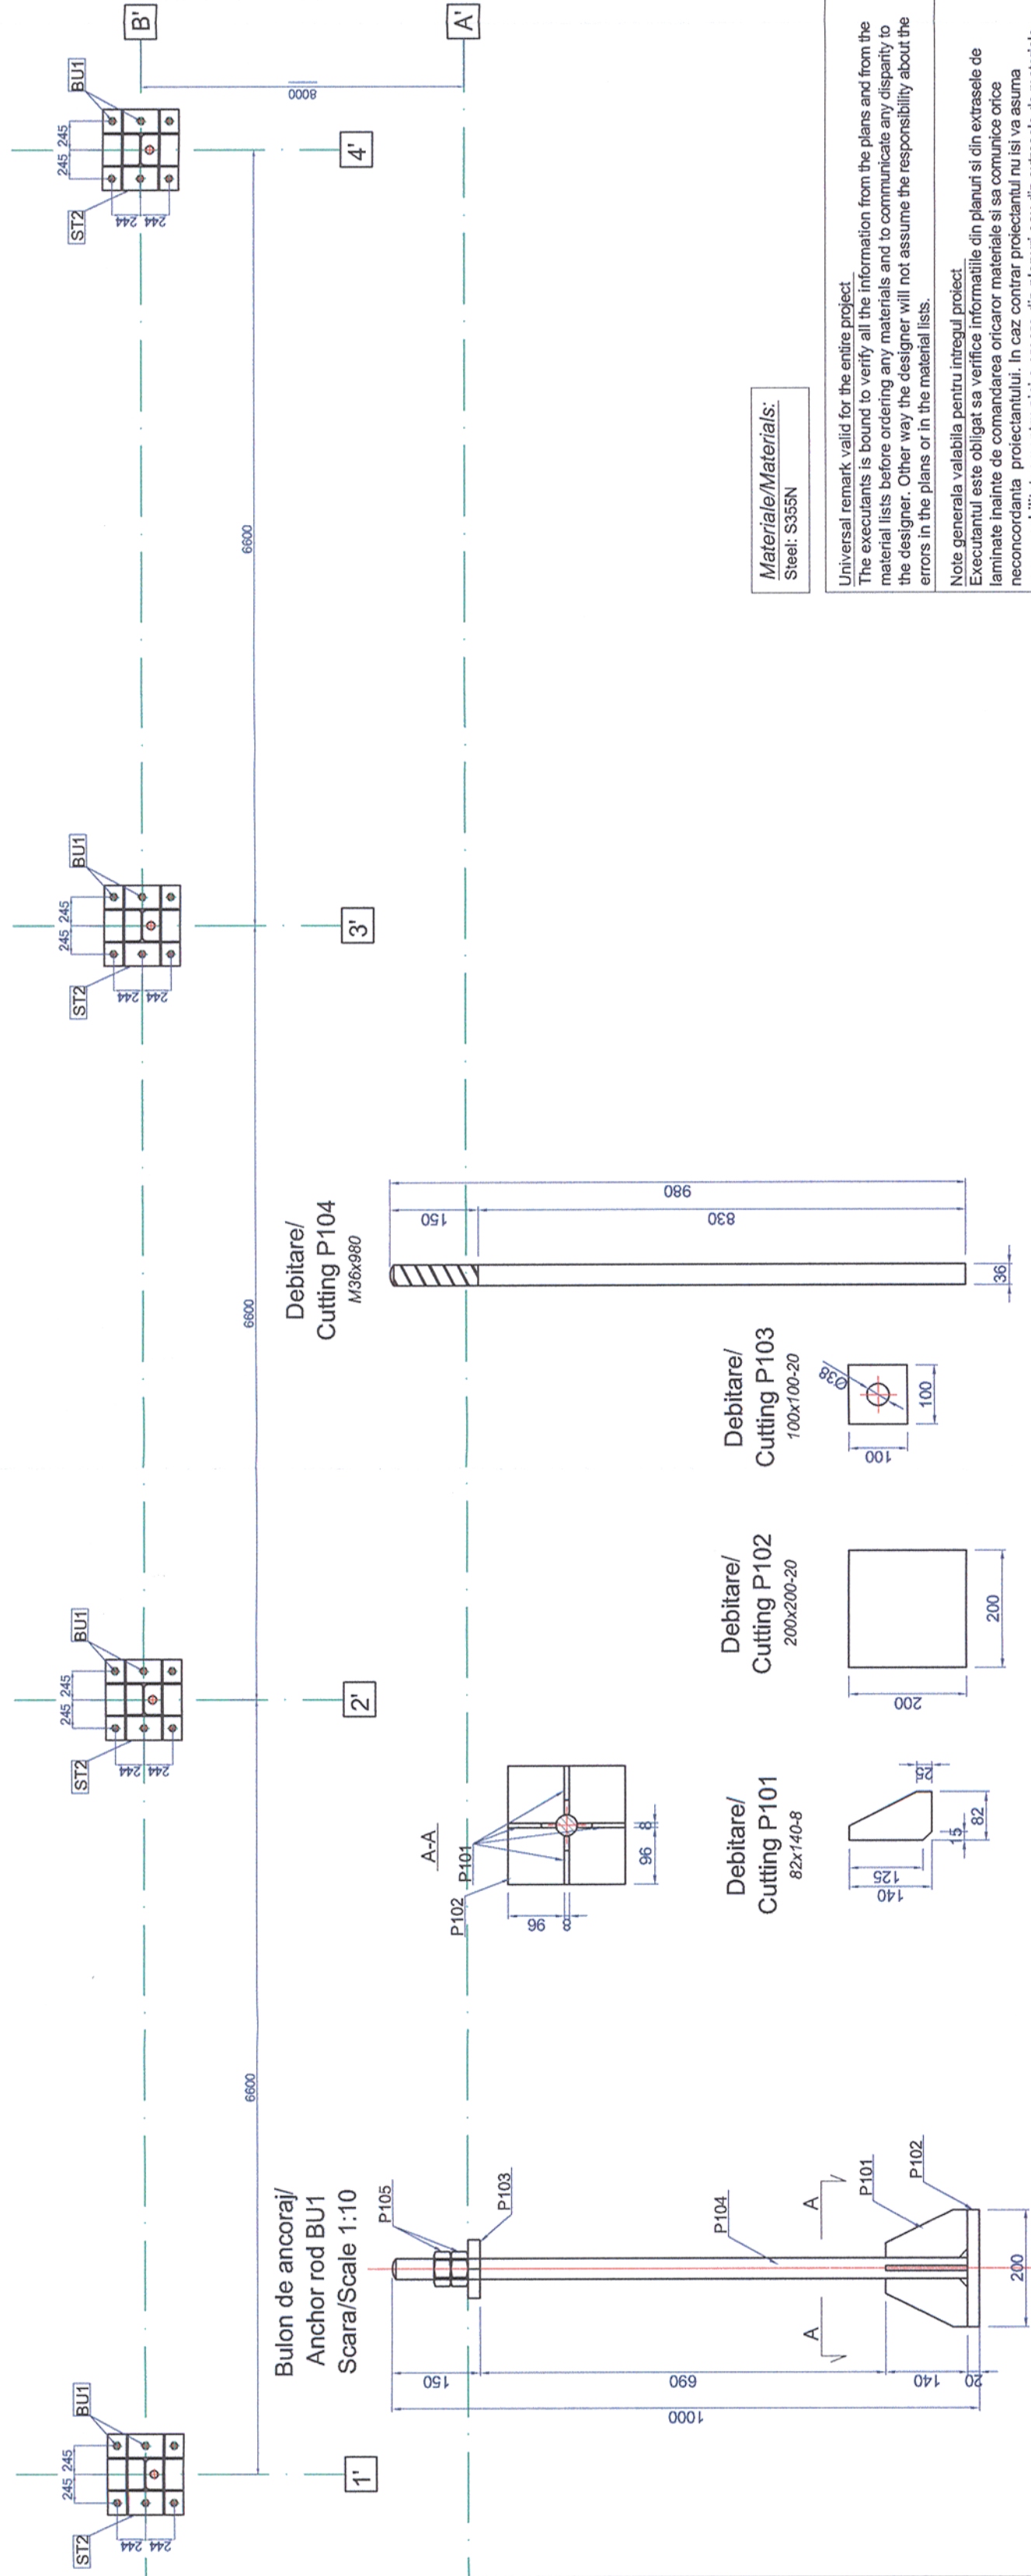 B'
A'
8000
BU1
245 245
ST2
244 244
4'
6600
BU1
245 245
ST2
244 244
3'
6600
BU1
245 245
ST2
244 244
2'
6600
BU1
245 245
ST2
244 244
1'
Bulon de ancoraj/
Anchor rod BU1
Scara/Scale 1:10
P105
P103
P104
A
A
P101
P102
150
690
140
20
1000
200
A-A
P101
P102
96
8
96
8
Debitare/
Cutting P101
82x140-8
140
125
15
82
Debitare/
Cutting P102
200x200-20
200
200
Debitare/
Cutting P103
100x100-20
Ø38
100
100
Debitare/
Cutting P104
M36x980
150
830
980
36
Materiale/Materials:
Steel: S355N
Universal remark valid for the entire project
The executants is bound to verify all the information from the plans and from the
material lists before ordering any materials and to communicate any disparity to
the designer. Other way the designer will not assume the responsibility about the
errors in the plans or in the material lists.
Note generala valabila pentru intregul proiect
Executantul este obligat sa verifice informatiile din planuri si din extrasele de
laminate inainte de comandarea oricaror materiale si sa comunice orice
neconcordanta proiectantului. In caz contrar proiectantul nu isi va asuma